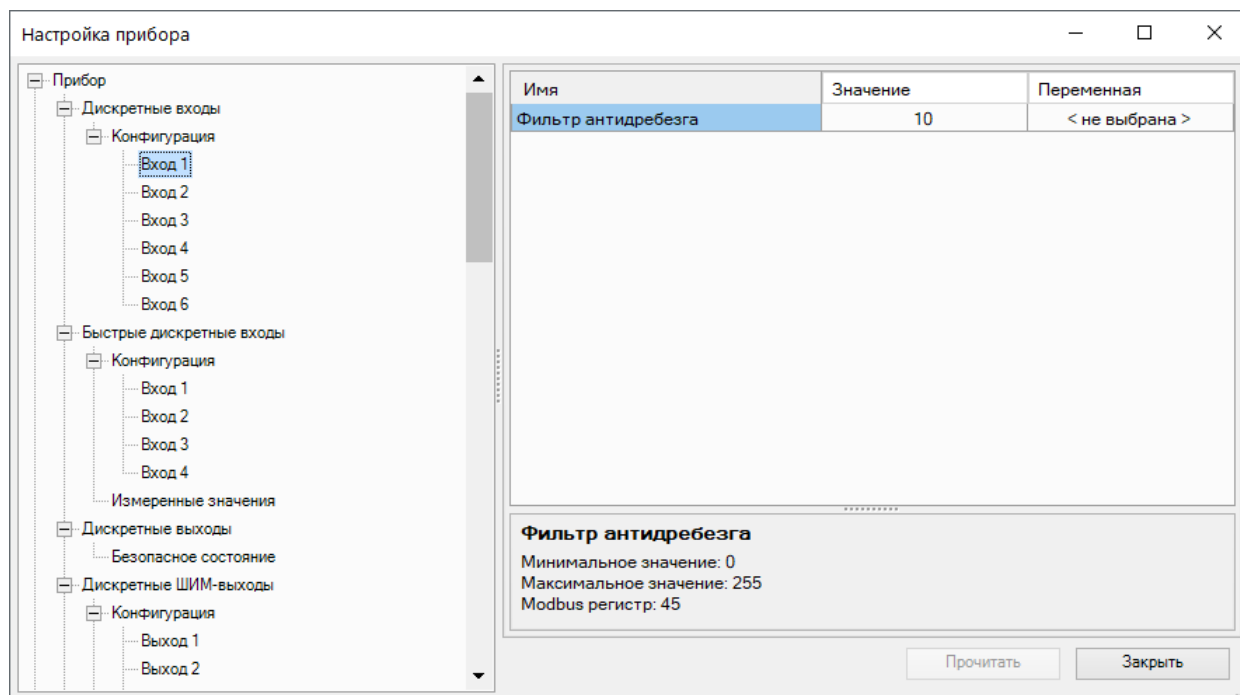 Настройка прибора
Прибор
Дискретные входы
Конфигурация
Вход 1
Вход 2
Вход 3
Вход 4
Вход 5
Вход 6
Быстрые дискретные входы
Конфигурация
Вход 1
Вход 2
Вход 3
Вход 4
Измеренные значения
Дискретные выходы
Безопасное состояние
Дискретные ШИМ-выходы
Конфигурация
Выход 1
Выход 2
Имя Значение Переменная
Фильтр антидребезга 10 < не выбрана >
Фильтр антидребезга
Минимальное значение: 0
Максимальное значение: 255
Modbus регистр: 45
Прочитать Закрыть